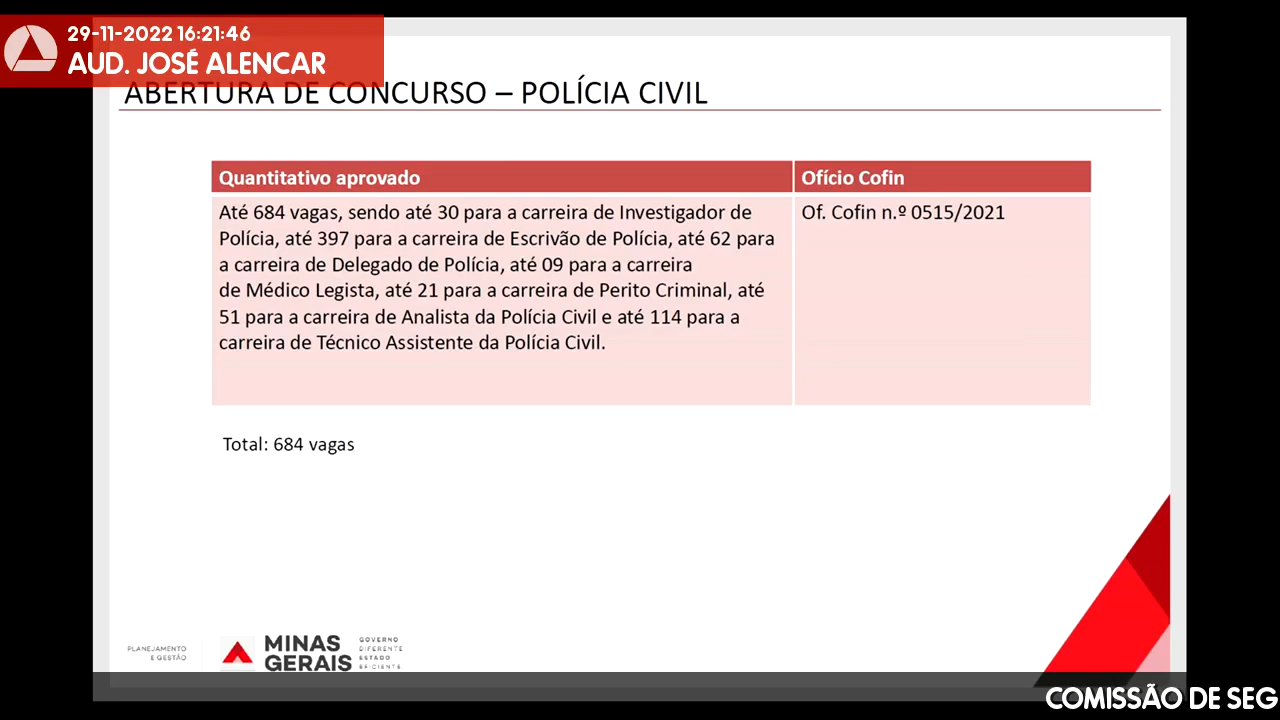 29-11-2022 16:21:46
AUD. JOSÉ ALENCAR
ABERTURA DE CONCURSO – POLÍCIA CIVIL
Quantitativo aprovado
Ofício Cofin
Até 684 vagas, sendo até 30 para a carreira de Investigador de
Polícia, até 397 para a carreira de Escrivão de Polícia, até 62 para
a carreira de Delegado de Polícia, até 09 para a carreira
de Médico Legista, até 21 para a carreira de Perito Criminal, até
51 para a carreira de Analista da Polícia Civil e até 114 para a
carreira de Técnico Assistente da Polícia Civil.
Of. Cofin n.º 0515/2021
Total: 684 vagas
PLANEJAMENTO
E GESTÃO
MINAS
GERAIS
GOVERNO
DIFERENTE
ESTADO
EFICIENTE
COMISSÃO DE SEG